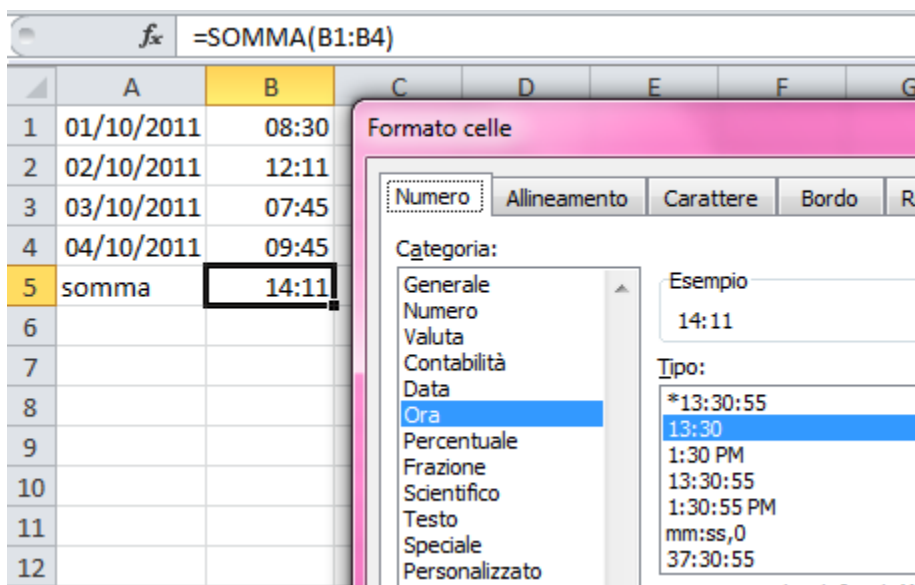 fx =SOMMA(B1:B4)
A B C D E F G
1 01/10/2011 08:30
2 02/10/2011 12:11
3 03/10/2011 07:45
4 04/10/2011 09:45
5 somma 14:11
6
7
8
9
10
11
12
Formato celle
Numero Allineamento Carattere Bordo R
Categoria:
Generale
Numero
Valuta
Contabilità
Data
Ora
Percentuale
Frazione
Scientifico
Testo
Speciale
Personalizzato
Esempio
14:11
Tipo:
*13:30:55
13:30
1:30 PM
13:30:55
1:30:55 PM
mm:ss,0
37:30:55